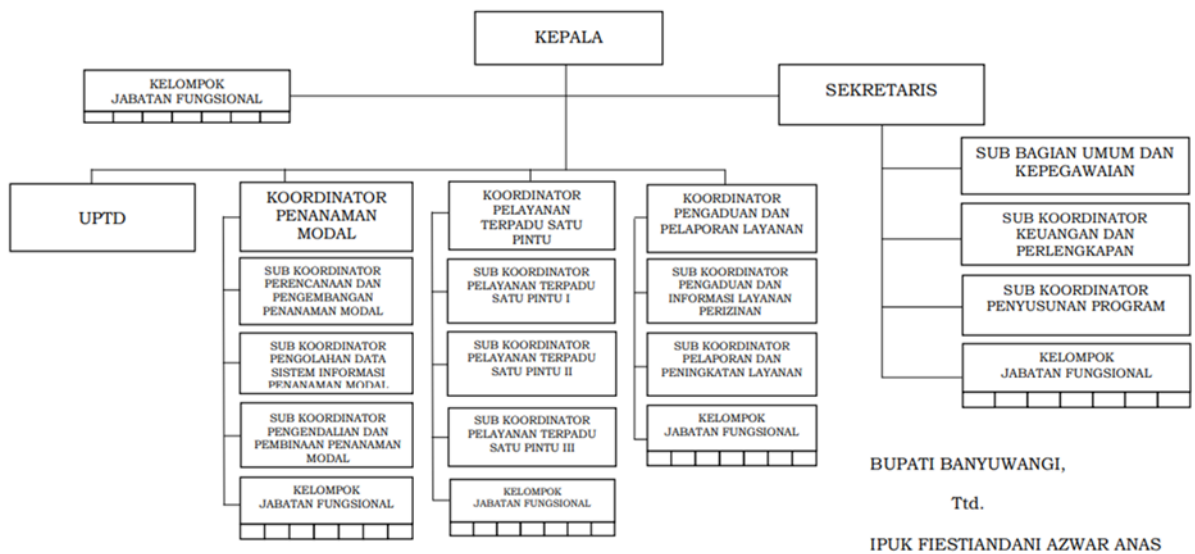 KEPALA
KELOMPOK
JABATAN FUNGSIONAL
SEKRETARIS
SUB BAGIAN UMUM DAN
KEPEGAWAIAN
SUB KOORDINATOR
KEUANGAN DAN
PERLENGKAPAN
SUB KOORDINATOR
PENYUSUNAN PROGRAM
KELOMPOK
JABATAN FUNGSIONAL
UPTD
KOORDINATOR
PENANAMAN
MODAL
SUB KOORDINATOR
PERENCANAAN DAN
PENGEMBANGAN
PENANAMAN MODAL
SUB KOORDINATOR
PENGOLAHAN DATA
SISTEM INFORMASI
PENANAMAN MODAL
SUB KOORDINATOR
PENGENDALIAN DAN
PEMBINAAN PENANAMAN
MODAL
KELOMPOK
JABATAN FUNGSIONAL
KOORDINATOR
PELAYANAN
TERPADU SATU
PINTU
SUB KOORDINATOR
PELAYANAN TERPADU
SATU PINTU I
SUB KOORDINATOR
PELAYANAN TERPADU
SATU PINTU II
SUB KOORDINATOR
PELAYANAN TERPADU
SATU PINTU III
KELOMPOK
JABATAN FUNGSIONAL
KOORDINATOR
PENGADUAN DAN
PELAPORAN LAYANAN
SUB KOORDINATOR
PENGADUAN DAN
INFORMASI LAYANAN
PERIZINAN
SUB KOORDINATOR
PELAPORAN DAN
PENINGKATAN LAYANAN
KELOMPOK
JABATAN FUNGSIONAL
BUPATI BANYUWANGI,
Ttd.
IPUK FIESTIANDANI AZWAR ANAS